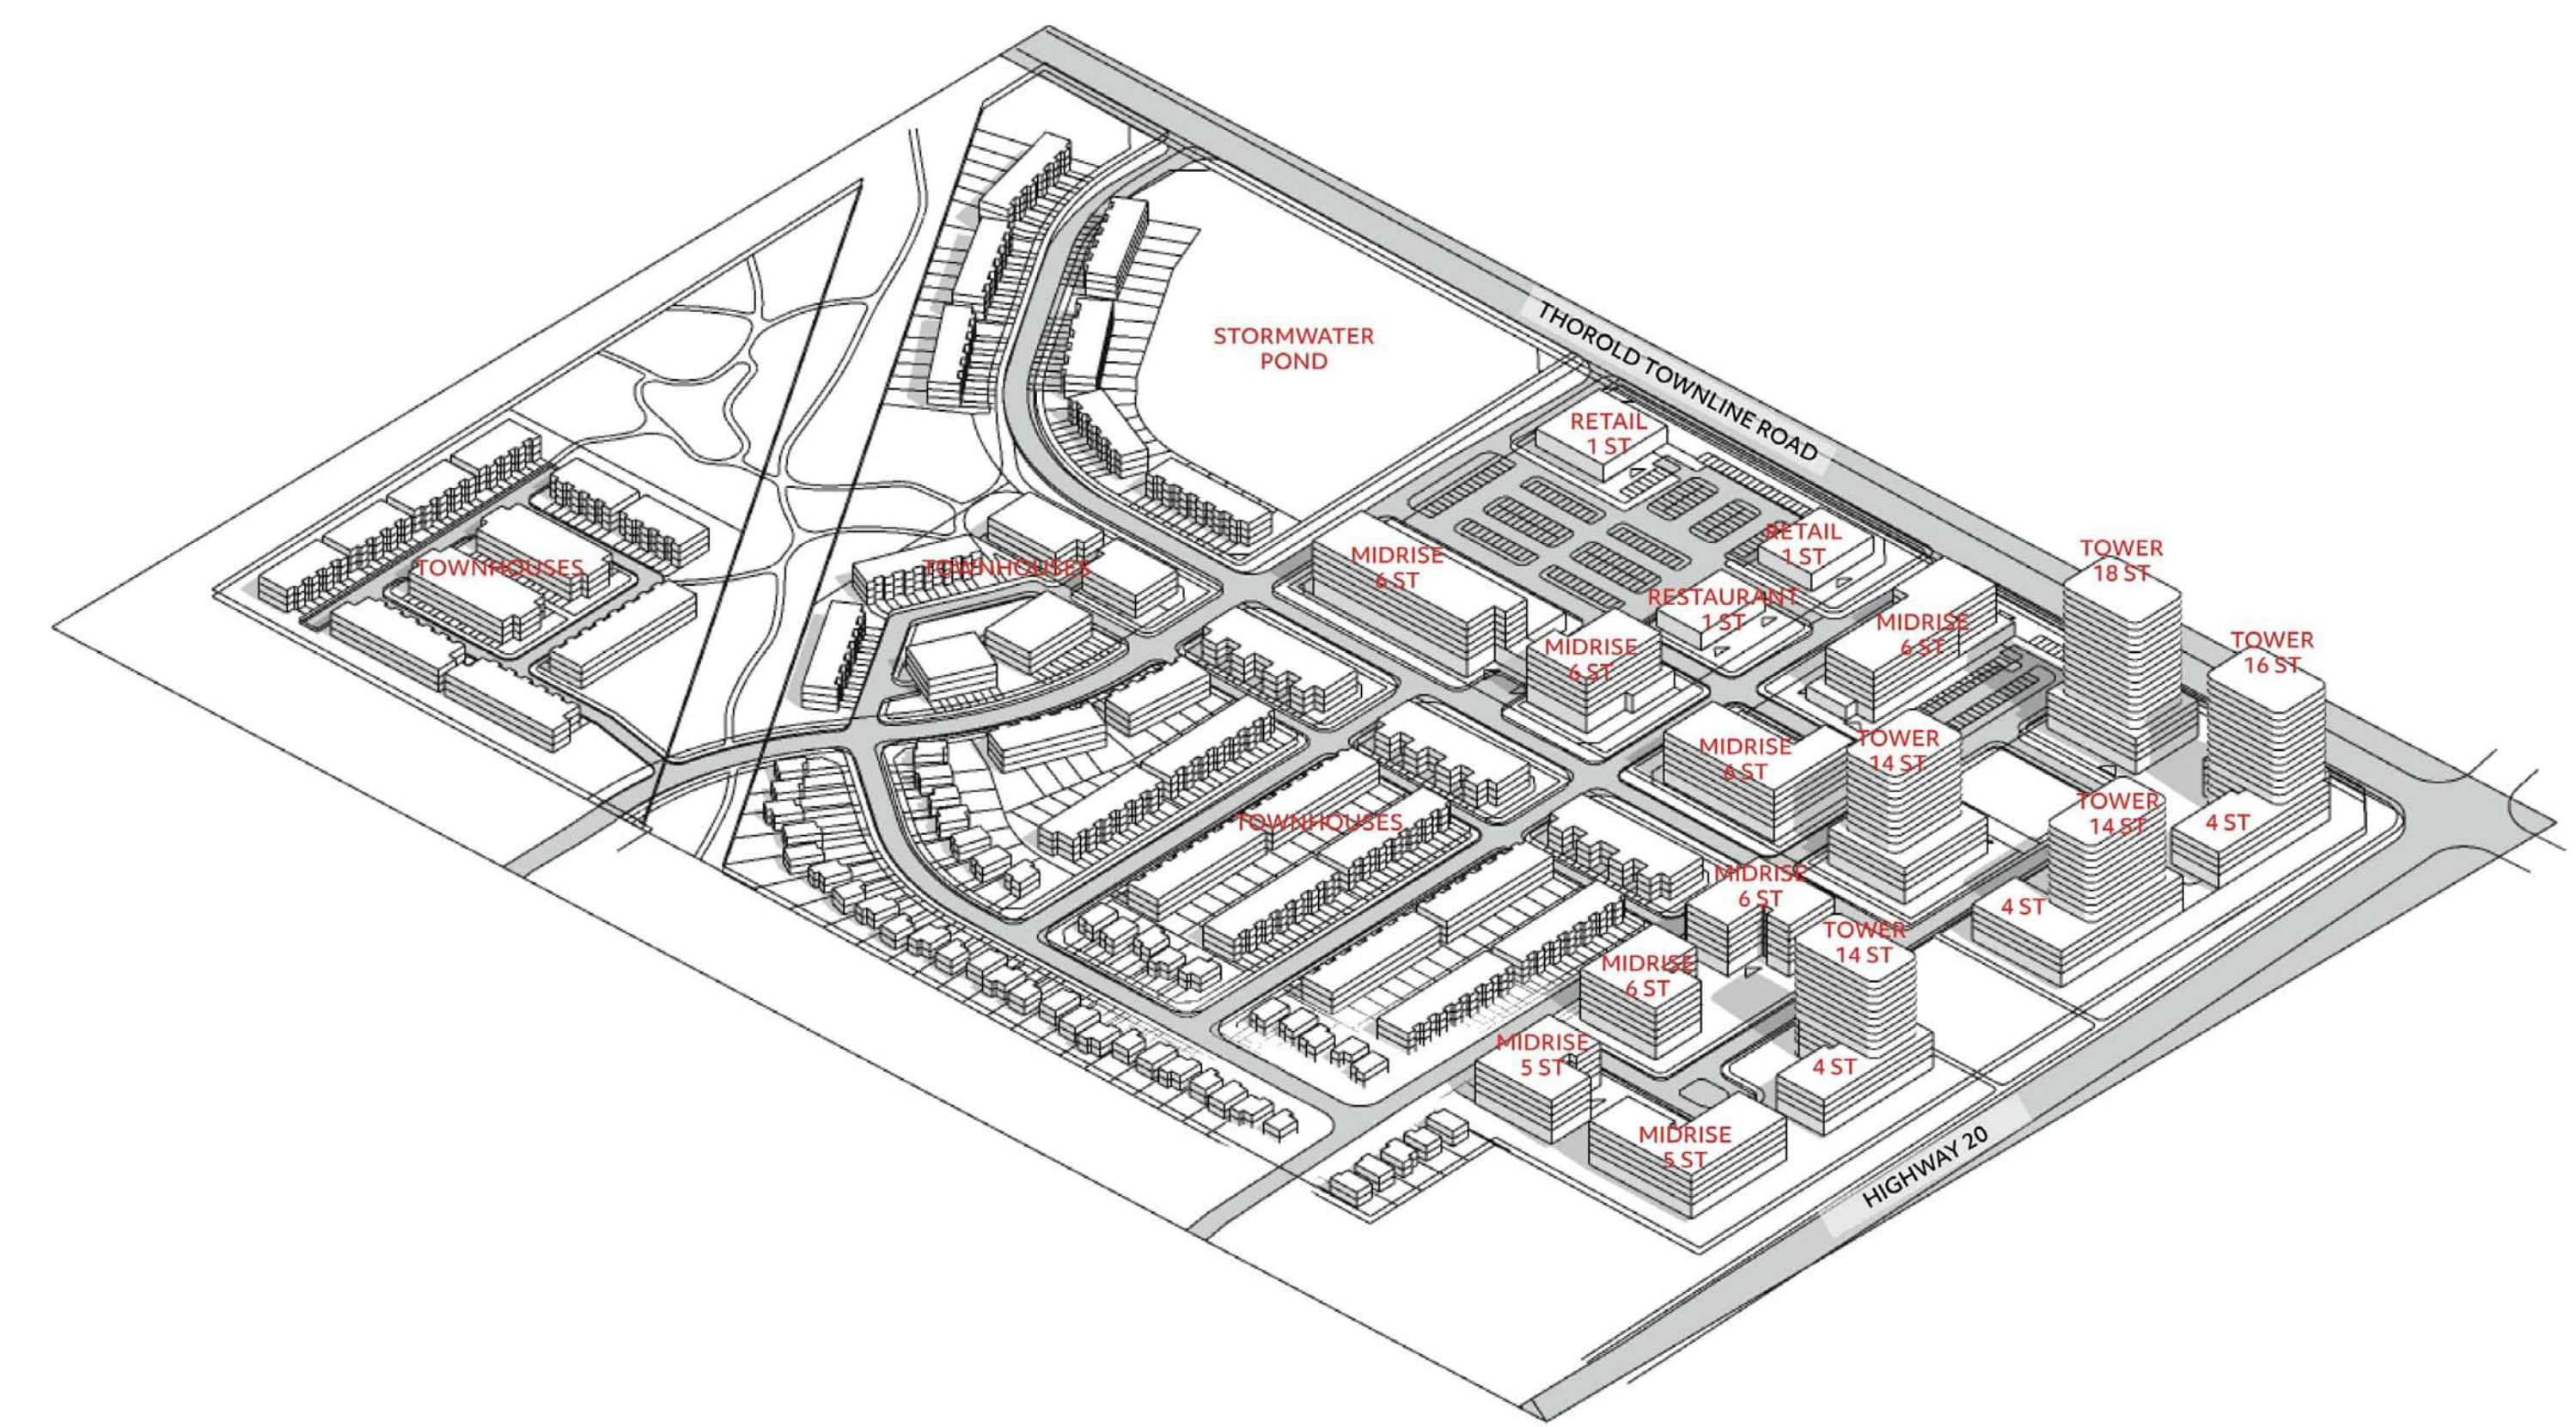 THOROLD TOWNLINE ROAD
STORMWATER
POND
RETAIL
1 ST
RETAIL
1 ST
RESTAURANT
1 ST
MIDRISE
6 ST
MIDRISE
6 ST
MIDRISE
6 ST
TOWER
18 ST
TOWER
16 ST
TOWNHOUSES
TOWNHOUSES
TOWNHOUSES
MIDRISE
6 ST
TOWER
14 ST
TOWER
14 ST
4 ST
4 ST
MIDRISE
6 ST
TOWER
14 ST
MIDRISE
6 ST
MIDRISE
5 ST
4 ST
MIDRISE
5 ST
HIGHWAY 20